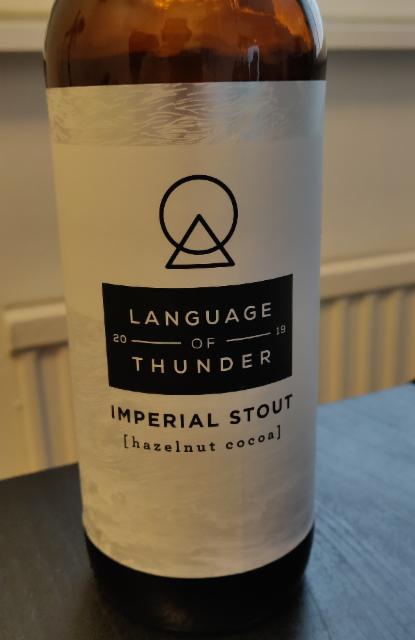 LANGUAGE
20 OF 19
THUNDER
IMPERIAL STOUT
[hazelnut cocoa]